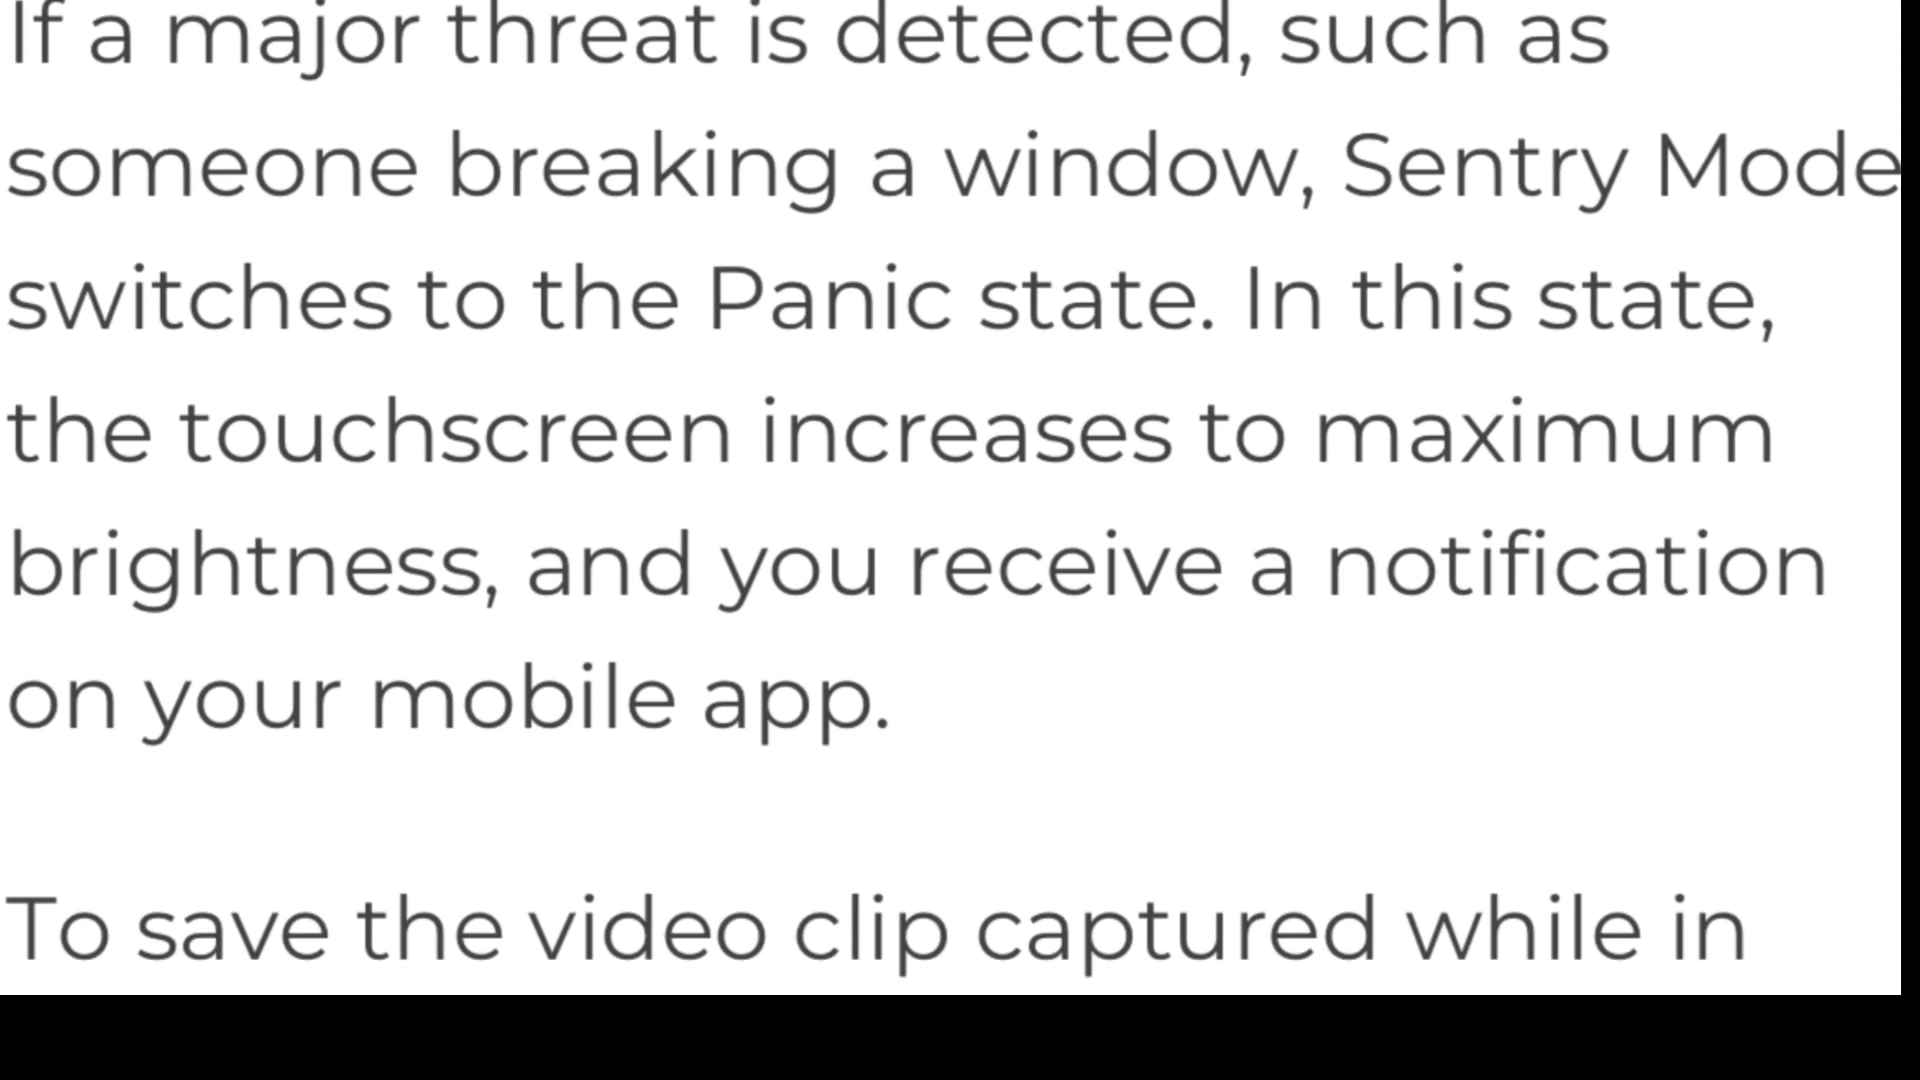 If a major threat is detected, such as
someone breaking a window, Sentry Mode
switches to the Panic state. In this state,
the touchscreen increases to maximum
brightness, and you receive a notification
on your mobile app.
To save the video clip captured while in